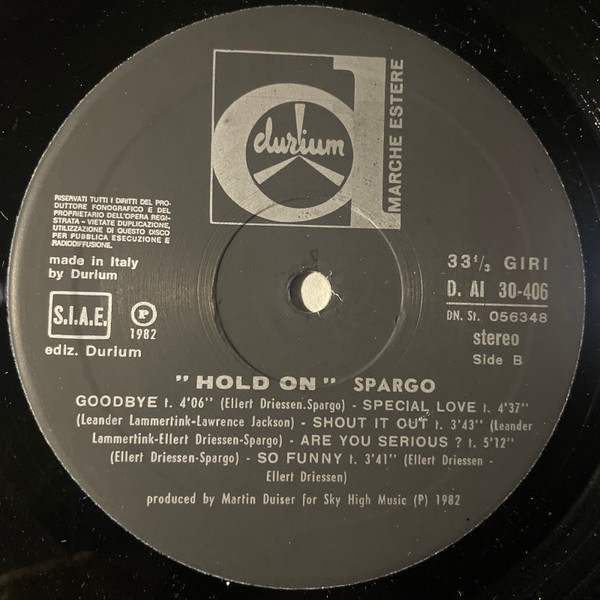 durium
MARCHE ESTERE
RISERVATI TUTTI I DIRITTI DEL PRO-
DUTTORE FONOGRAFICO E DEL
PROPRIETARIO DELL'OPERA REGI-
STRATA - VIETATE DUPLICAZIONE,
UTILIZZAZIONE DI QUESTO DISCO
PER PUBBLICA ESECUZIONE E
RADIODIFFUSIONE.
made in Italy
by Durium
S.I.A.E.
Ⓟ
1982
ediz. Durium
33 1/3 GIRI
D. AI 30-406
DN. St. 056348
stereo
Side B
" HOLD ON " SPARGO
GOODBYE t. 4'06" (Ellert Driessen.Spargo) - SPECIAL LOVE t. 4'37"
(Leander Lammertink-Lawrence Jackson) - SHOUT IT OUT t. 3'43" (Leander
Lammertink-Ellert Driessen-Spargo) - ARE YOU SERIOUS ? t. 5'12"
(Ellert Driessen-Spargo) - SO FUNNY t. 3'41" (Ellert Driessen -
Ellert Driessen)
produced by Martin Duiser for Sky High Music (P) 1982